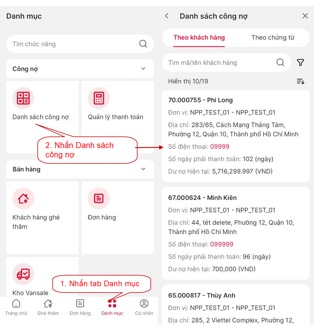 Danh mục
Tìm chức năng
Công nợ
Danh sách công nợ
Quản lý thanh toán
2. Nhấn Danh sách
công nợ
Bán hàng
Khách hàng ghé
thăm
Đơn hàng
1. Nhấn tab Danh mục
Kho Vansale
Trang chủ
Ghé thăm
Đơn hàng
Danh mục
Cá nhân
Danh sách công nợ
Theo khách hàng
Theo chứng từ
Tìm mã/tên khách hàng
Hiển thị 10/19
70.000755 - Phi Long
Đơn vị: NPP_TEST_01 - NPP_TEST_01
Địa chỉ: 283/65, Cách Mạng Tháng Tám,
Phường 12, Quận 10, Thành phố Hồ Chí Minh
Số điện thoại: 09999
Số ngày phải thanh toán: 102 (ngày)
Dư nợ hiện tại: 5,716,299.997 (VND)
67.000624 - Minh Kiên
Đơn vị: NPP_TEST_01 - NPP_TEST_01
Địa chỉ: 44, tét delete, Phường 12, Quận 10,
Thành phố Hồ Chí Minh
Số điện thoại: 099999
Số ngày phải thanh toán: 96 (ngày)
Dư nợ hiện tại: 700,000 (VND)
65.000817 - Thùy Anh
Đơn vị: NPP_TEST_01 - NPP_TEST_01
Địa chỉ: 285, 2 Viettel Complex, Phường 12,